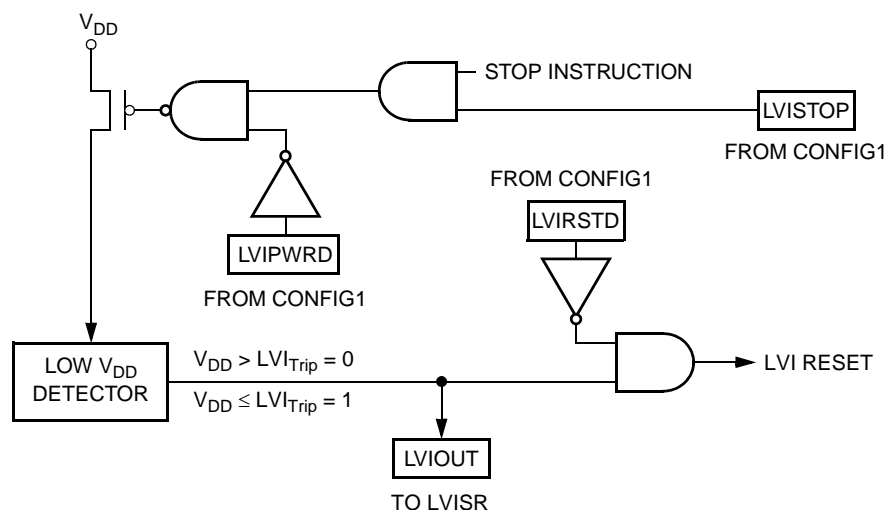 VDD
STOP INSTRUCTION
LVISTOP
FROM CONFIG1
FROM CONFIG1
LVIRSTD
LVIPWRD
FROM CONFIG1
LOW VDD
DETECTOR
VDD > LVITrip = 0
VDD ≤ LVITrip = 1
LVI RESET
LVIOUT
TO LVISR